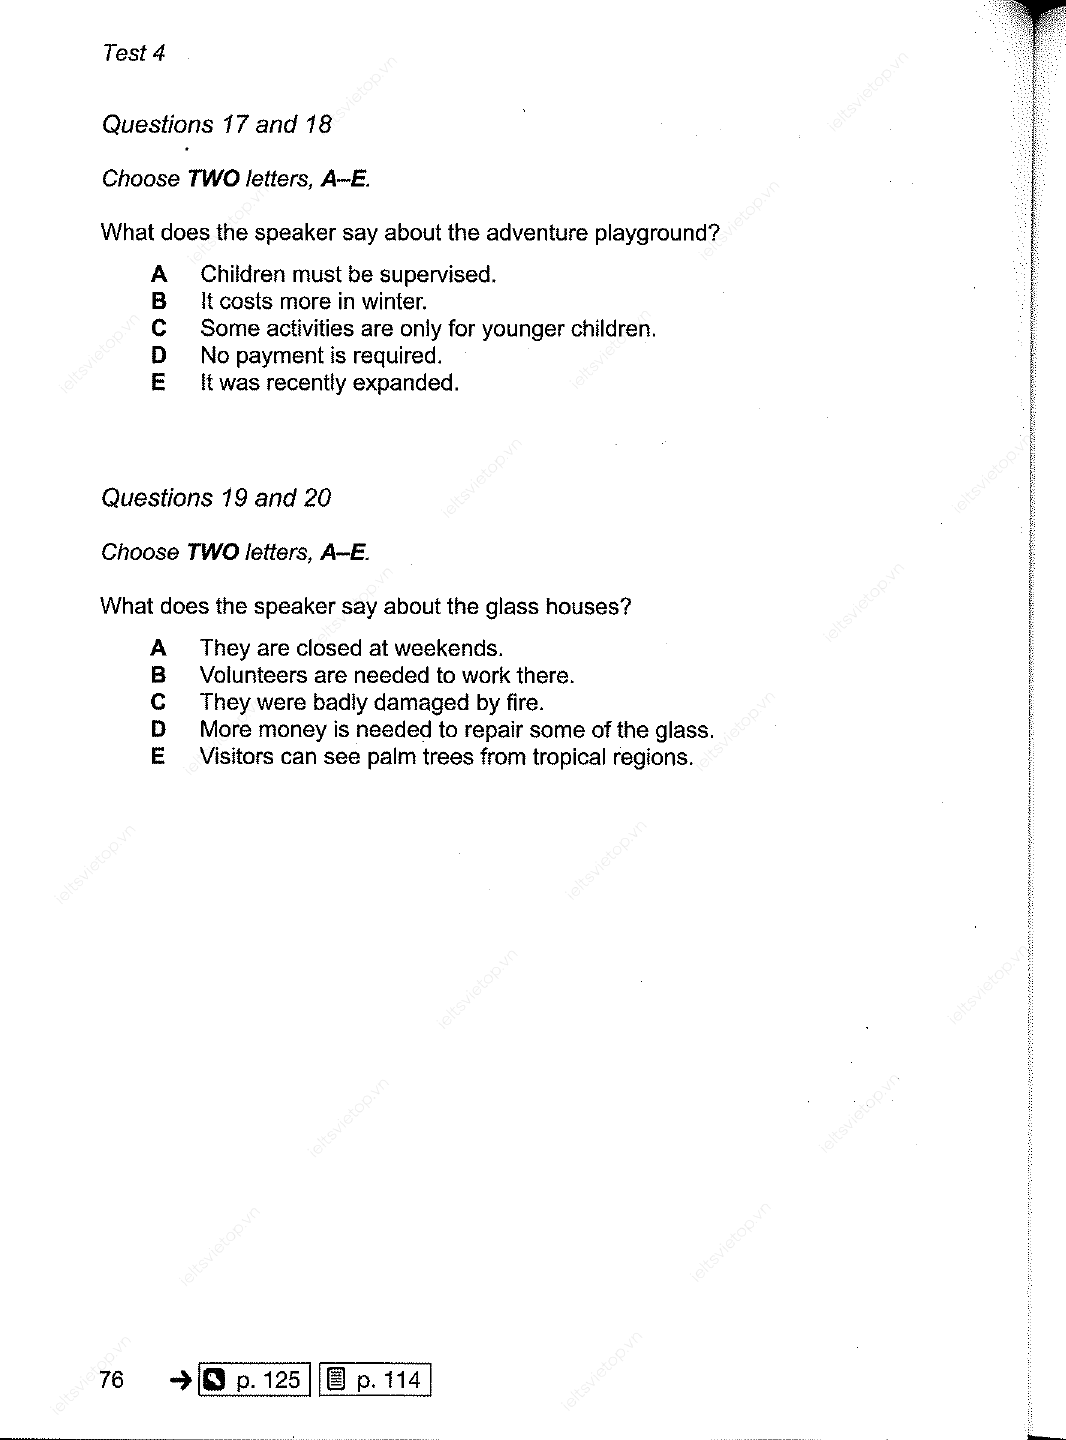 Test 4
Questions 17 and 18
Choose TWO letters, A–E.
What does the speaker say about the adventure playground?
A Children must be supervised.
B It costs more in winter.
C Some activities are only for younger children.
D No payment is required.
E It was recently expanded.
Questions 19 and 20
Choose TWO letters, A–E.
What does the speaker say about the glass houses?
A They are closed at weekends.
B Volunteers are needed to work there.
C They were badly damaged by fire.
D More money is needed to repair some of the glass.
E Visitors can see palm trees from tropical regions.
76 → p. 125 p. 114
ieltsvietop.vn